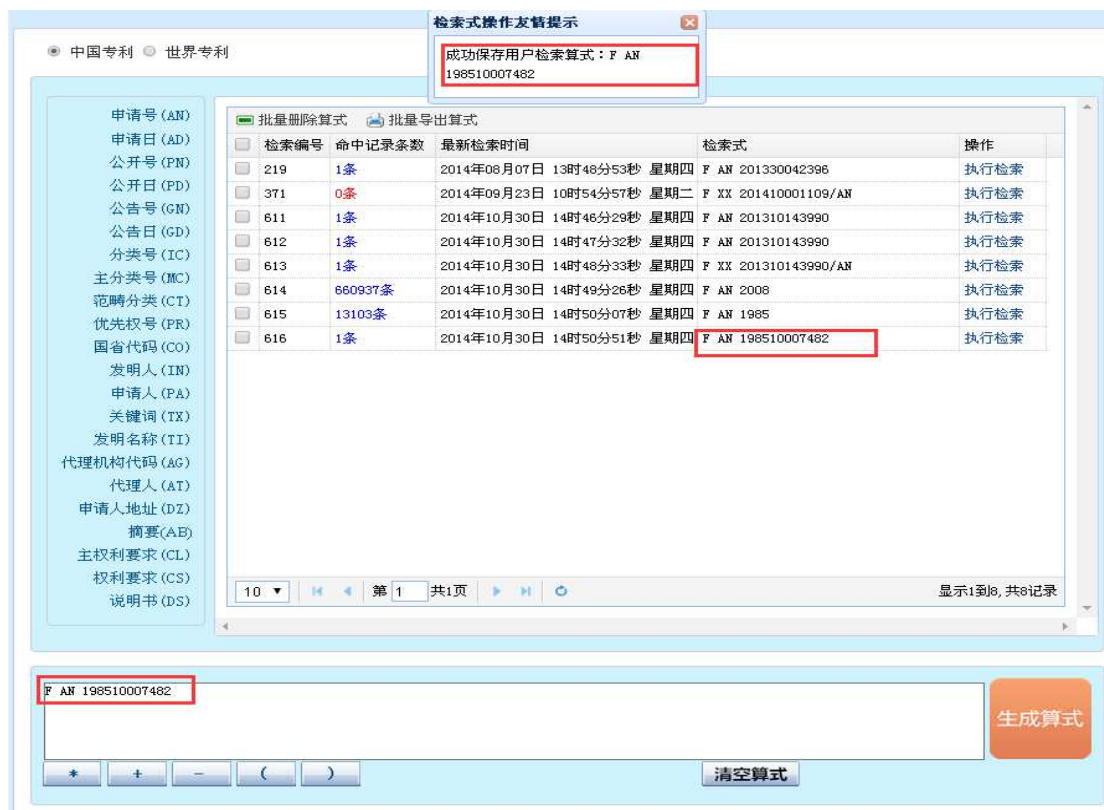 检索式操作友情提示
成功保存用户检索算式：F AN
198510007482
中国专利 世界专利
申请号(AN)
申请日(AD)
公开号(PN)
公开日(PD)
公告号(GN)
公告日(GD)
分类号(IC)
主分类号(MC)
范畴分类(CT)
优先权号(PR)
国省代码(CO)
发明人(IN)
申请人(PA)
关键词(TX)
发明名称(TI)
代理机构代码(AG)
代理人(AT)
申请人地址(DZ)
摘要(AB)
主权利要求(CL)
权利要求(CS)
说明书(DS)
批量删除算式 批量导出算式
检索编号 命中记录条数 最新检索时间 检索式 操作
219 1条 2014年08月07日 13时48分53秒 星期四 F AN 201330042396 执行检索
371 0条 2014年09月23日 10时54分57秒 星期二 F XX 201410001109/AN 执行检索
611 1条 2014年10月30日 14时46分29秒 星期四 F AN 201310143990 执行检索
612 1条 2014年10月30日 14时47分32秒 星期四 F AN 201310143990 执行检索
613 1条 2014年10月30日 14时48分33秒 星期四 F XX 201310143990/AN 执行检索
614 660937条 2014年10月30日 14时49分26秒 星期四 F AN 2008 执行检索
615 13103条 2014年10月30日 14时50分07秒 星期四 F AN 1985 执行检索
616 1条 2014年10月30日 14时50分51秒 星期四 F AN 198510007482 执行检索
10 第 1 共1页 显示1到8,共8记录
F AN 198510007482
生成算式
* + - ( ) 清空算式